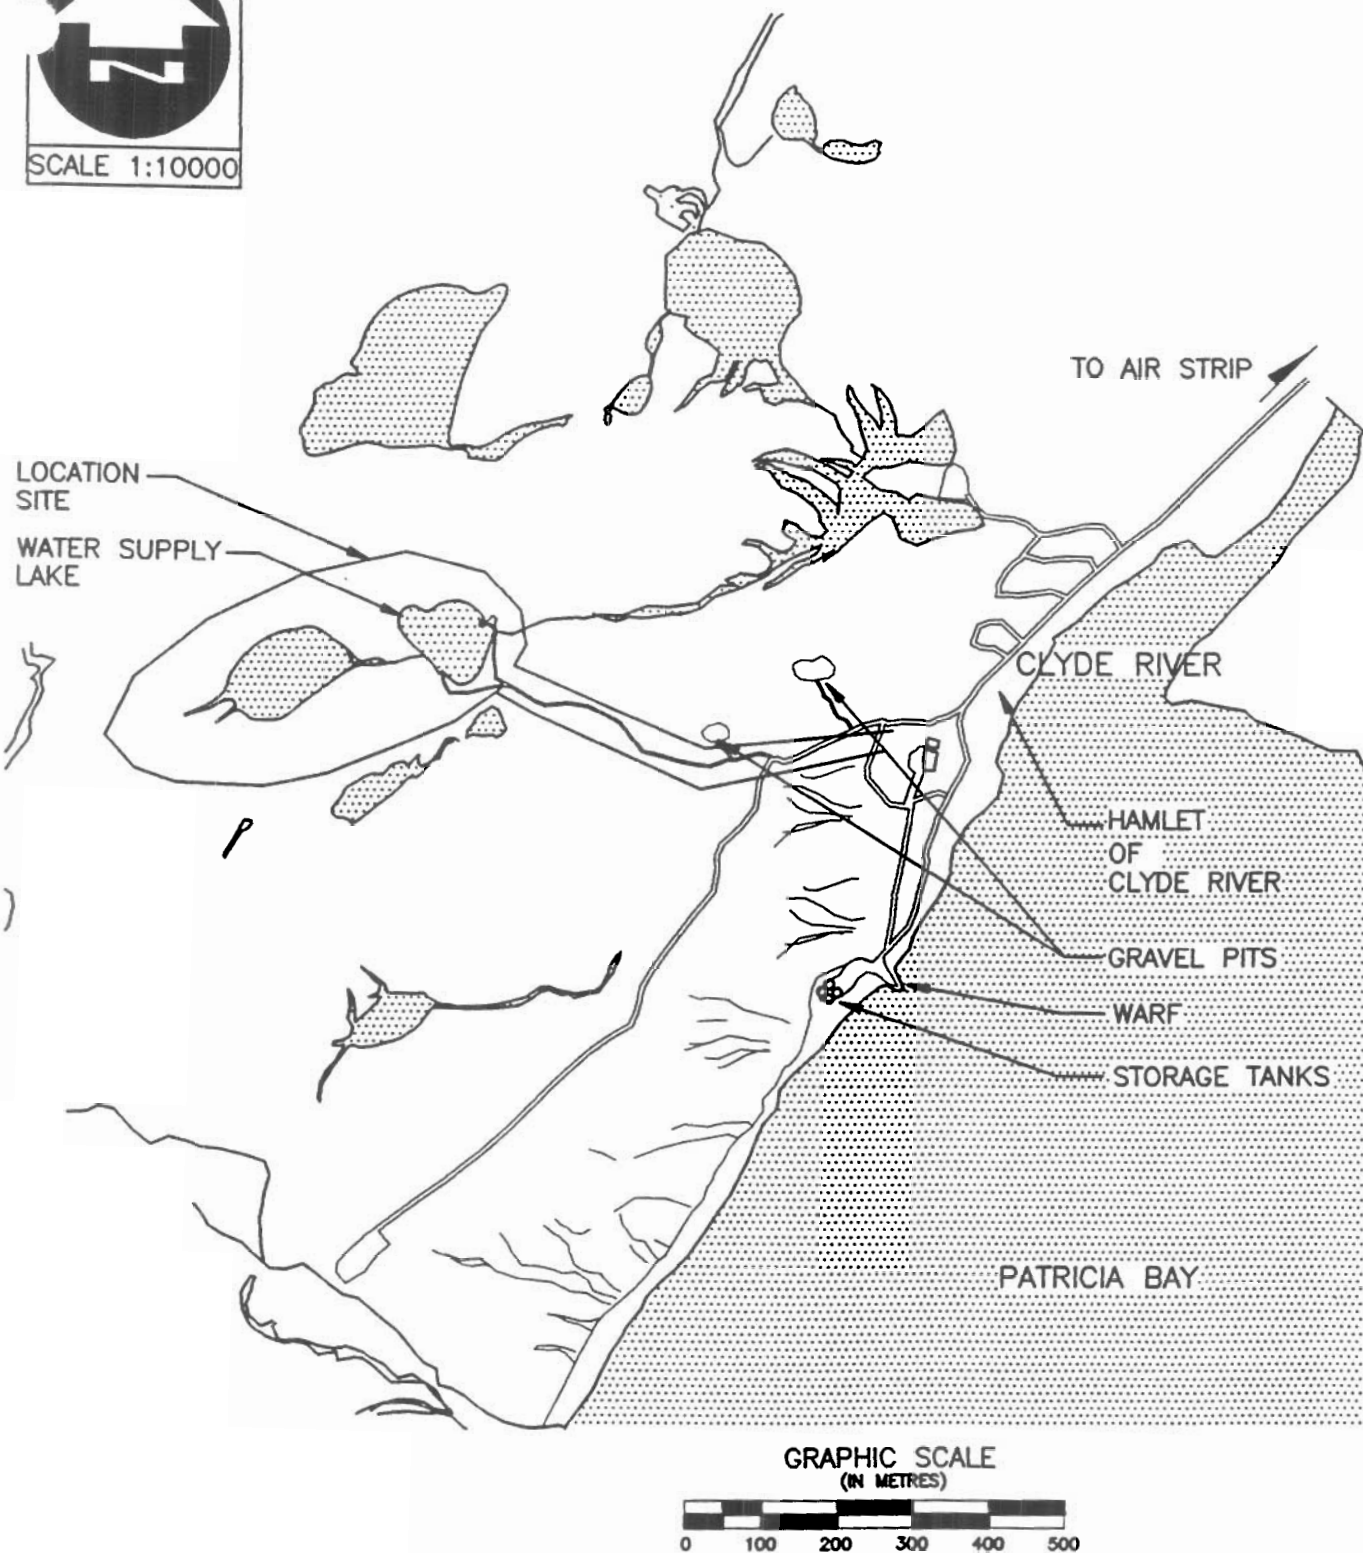 N
SCALE 1:10000
TO AIR STRIP
LOCATION
SITE
WATER SUPPLY
LAKE
CLYDE RIVER
HAMLET
OF
CLYDE RIVER
GRAVEL PITS
WARF
STORAGE TANKS
PATRICIA BAY
GRAPHIC SCALE
(IN METRES)
0 100 200 300 400 500